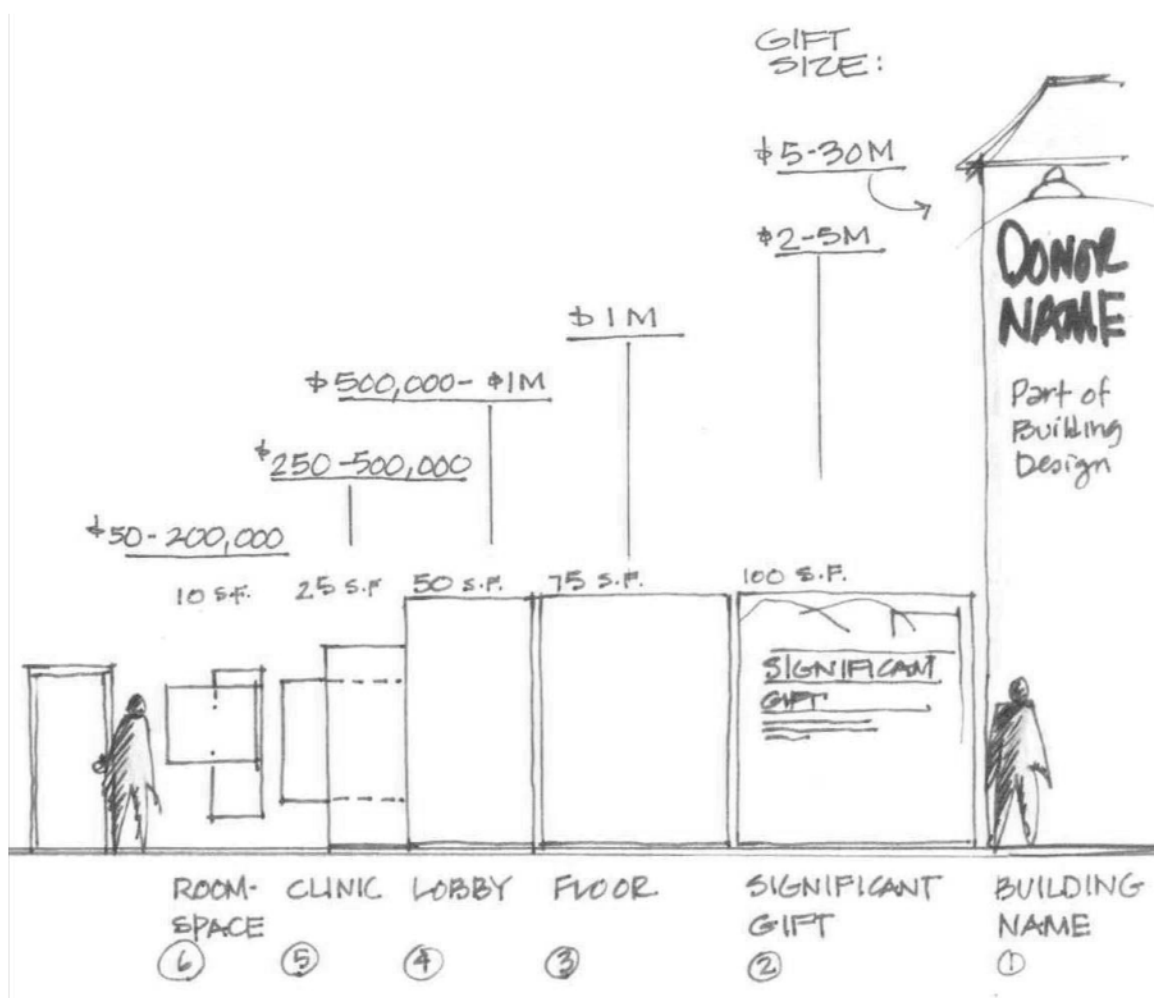 GIFT
SIZE:
$5-30M
$2-5M
DONOR
NAME
Part of
Building
Design
$1M
$500,000-$1M
$250-500,000
$50-200,000
10 S.F.
25 S.F
50 S.F.
75 S.F.
100 S.F.
SIGNIFICANT
GIFT
ROOM-
SPACE
CLINIC
LOBBY
FLOOR
SIGNIFICANT
GIFT
BUILDING
NAME
6
5
4
3
2
1